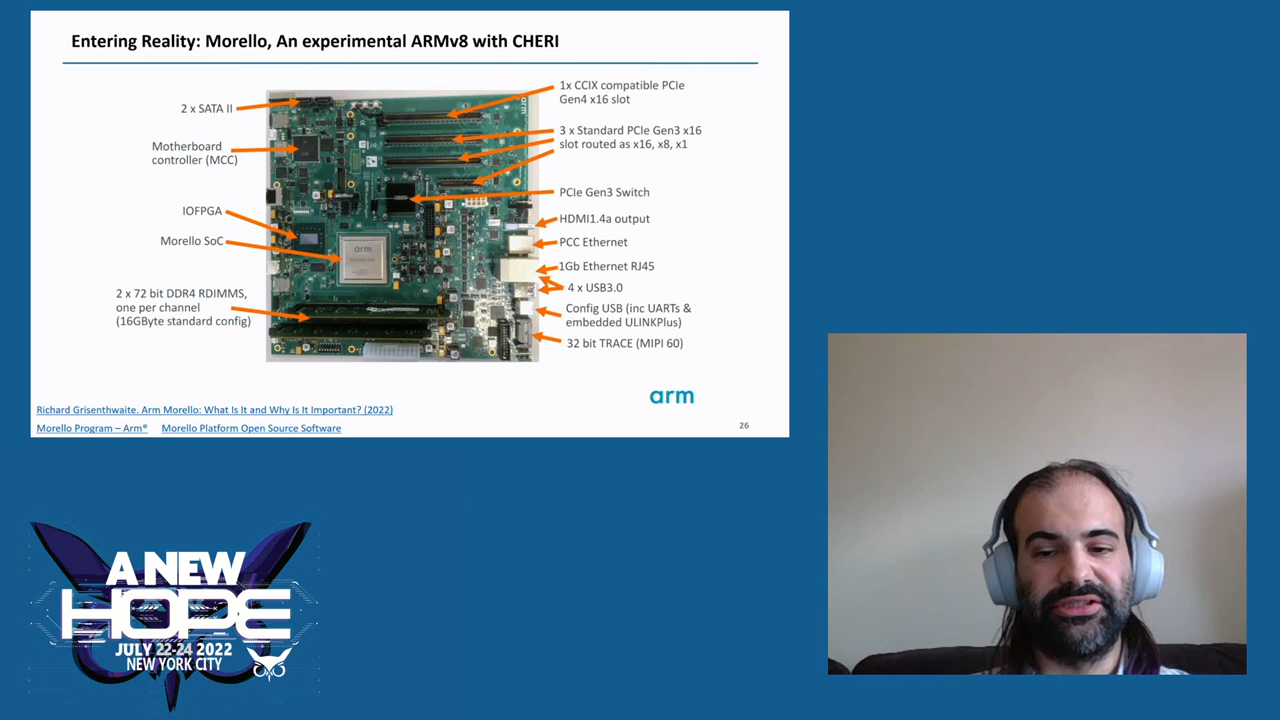 Entering Reality: Morello, An experimental ARMv8 with CHERI
2 x SATA II
Motherboard
controller (MCC)
IOFPGA
Morello SoC
2 x 72 bit DDR4 RDIMMS,
one per channel
(16GByte standard config)
arm
arm
1x CCIX compatible PCIe
Gen4 x16 slot
3 x Standard PCIe Gen3 x16
slot routed as x16, x8, x1
PCIe Gen3 Switch
HDMI1.4a output
PCC Ethernet
1Gb Ethernet RJ45
4 x USB3.0
Config USB (inc UARTs &
embedded ULINKPlus)
32 bit TRACE (MIPI 60)
arm
Richard Grisenthwaite. Arm Morello: What Is It and Why Is It Important? (2022)
Morello Program – Arm® Morello Platform Open Source Software
26
A NEW
HOPE
JULY 22-24 2022
NEW YORK CITY